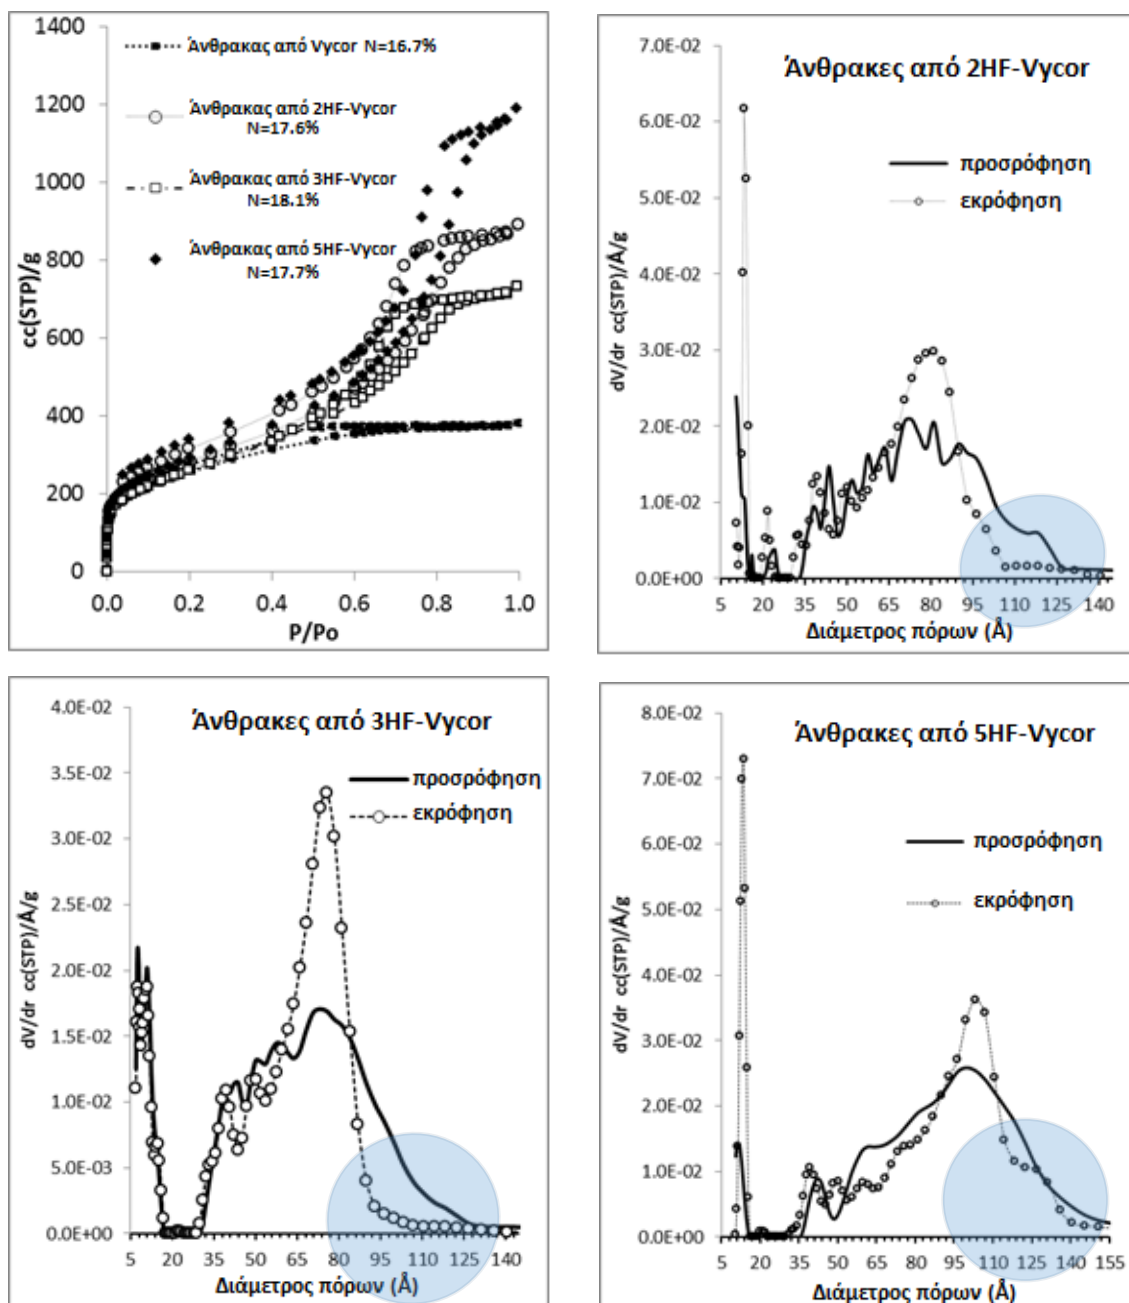 1400
1200
1000
800
600
400
200
0
cc(STP)/g
0.0 0.2 0.4 0.6 0.8 1.0
P/Po
Άνθρακας από Vycor N=16.7%
Άνθρακας από 2HF-Vycor
N=17.6%
Άνθρακας από 3HF-Vycor
N=18.1%
Άνθρακας από 5HF-Vycor
N=17.7%
Άνθρακες από 2HF-Vycor
προσρόφηση
εκρόφηση
7.0E-02
6.0E-02
5.0E-02
4.0E-02
3.0E-02
2.0E-02
1.0E-02
0.0E+00
dV/dr cc(STP)/Å/g
5 20 35 50 65 80 95 110 125 140
Διάμετρος πόρων (Å)
Άνθρακες από 3HF-Vycor
προσρόφηση
εκρόφηση
4.0E-02
3.5E-02
3.0E-02
2.5E-02
2.0E-02
1.5E-02
1.0E-02
5.0E-03
0.0E+00
dV/dr cc(STP)/Å/g
5 20 35 50 65 80 95 110 125 140
Διάμετρος πόρων (Å)
Άνθρακες από 5HF-Vycor
προσρόφηση
εκρόφηση
8.0E-02
7.0E-02
6.0E-02
5.0E-02
4.0E-02
3.0E-02
2.0E-02
1.0E-02
0.0E+00
dV/dr cc(STP)/Å/g
5 20 35 50 65 80 95 110 125 140 155
Διάμετρος πόρων (Å)